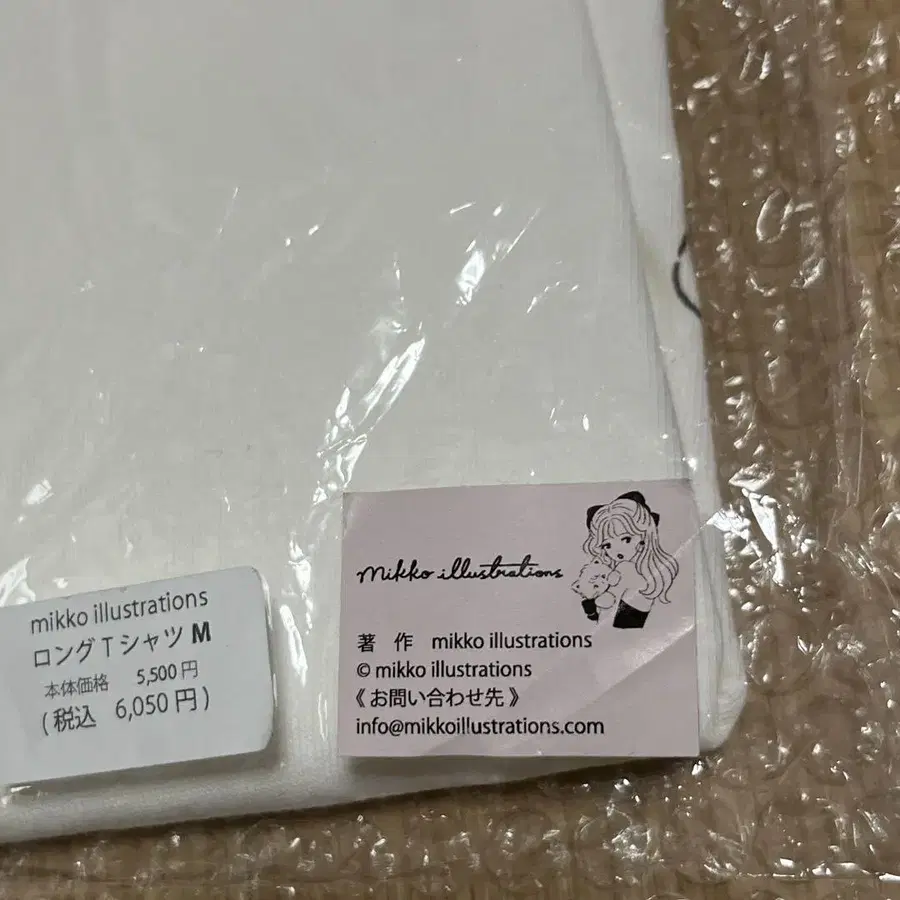 mikko illustrations
ロングTシャツ M
本体価格 5,500円
(税込 6,050円)
mikko illustrations
著 作 mikko illustrations
© mikko illustrations
《お問い合わせ先》
info@mikkoillustrations.com